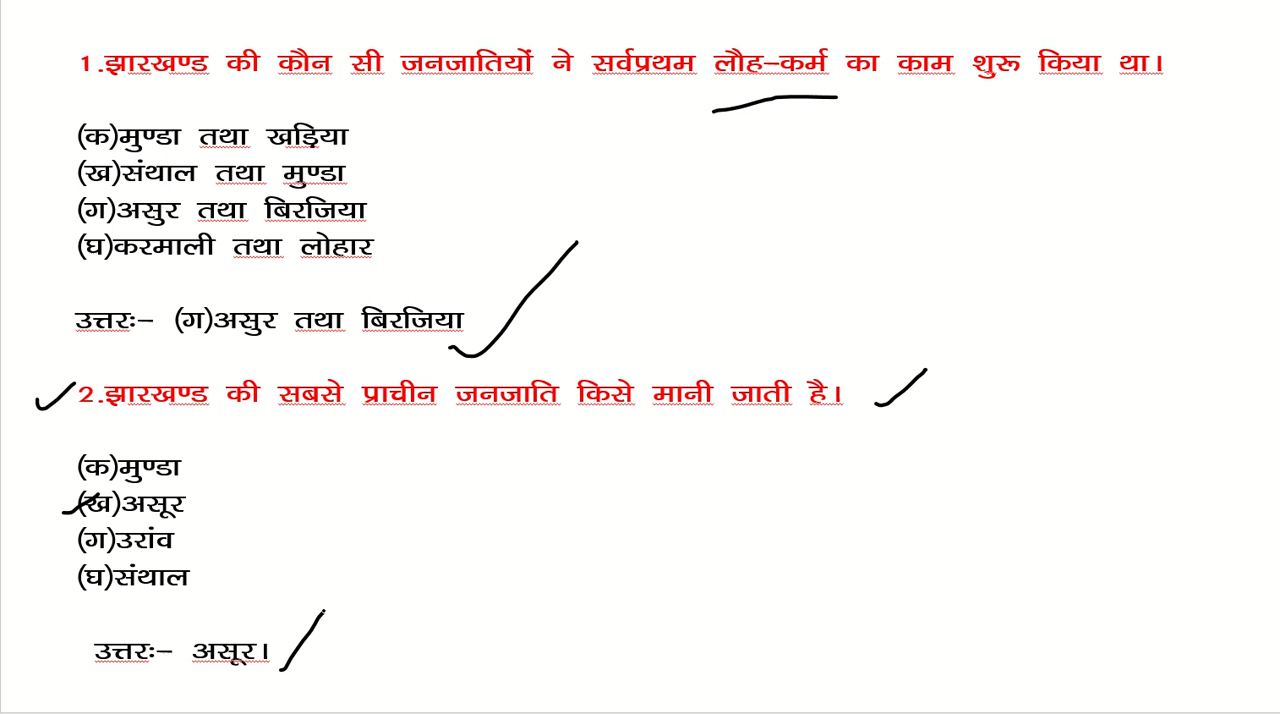 1.झारखण्ड की कौन सी जनजातियों ने सर्वप्रथम लौह-कर्म का काम शुरू किया था।
(क)मुण्डा तथा खड़िया
(ख)संथाल तथा मुण्डा
(ग)असुर तथा बिरजिया
(घ)करमाली तथा लोहार
उत्तरः- (ग)असुर तथा बिरजिया
2.झारखण्ड की सबसे प्राचीन जनजाति किसे मानी जाती है।
(क)मुण्डा
(ख)असूर
(ग)उरांव
(घ)संथाल
उत्तरः- असूर।